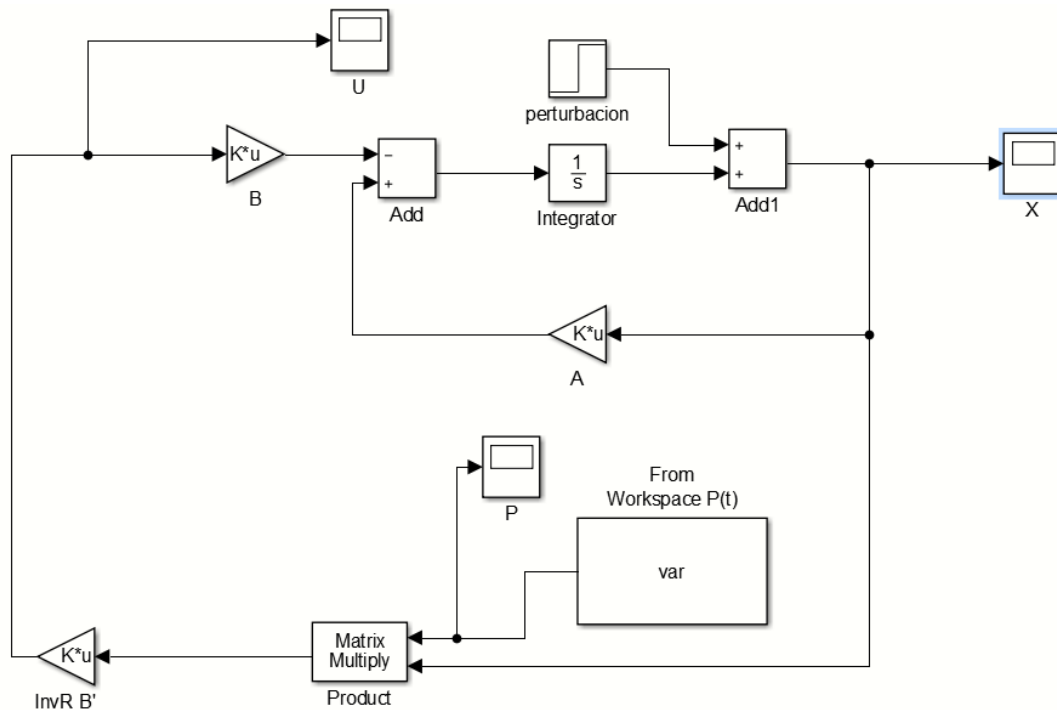 U
perturbacion
K*u
B
−
+
Add
1
s
Integrator
+
+
Add1
X
K*u
A
P
From
Workspace P(t)
var
Matrix
Multiply
Product
K*u
InvR B'